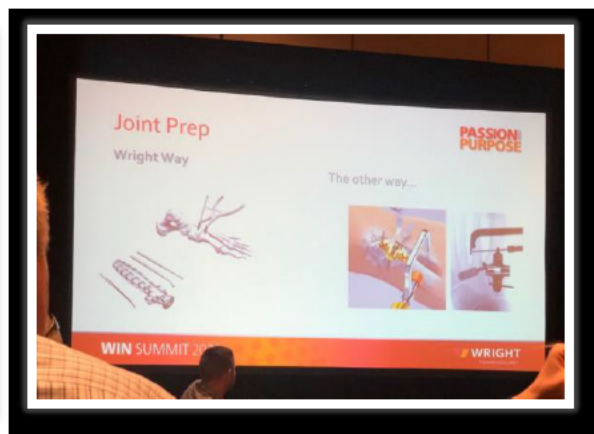 Joint Prep
Wright Way
PASSION
PURPOSE
The other way...
WIN SUMMIT
WRIGHT